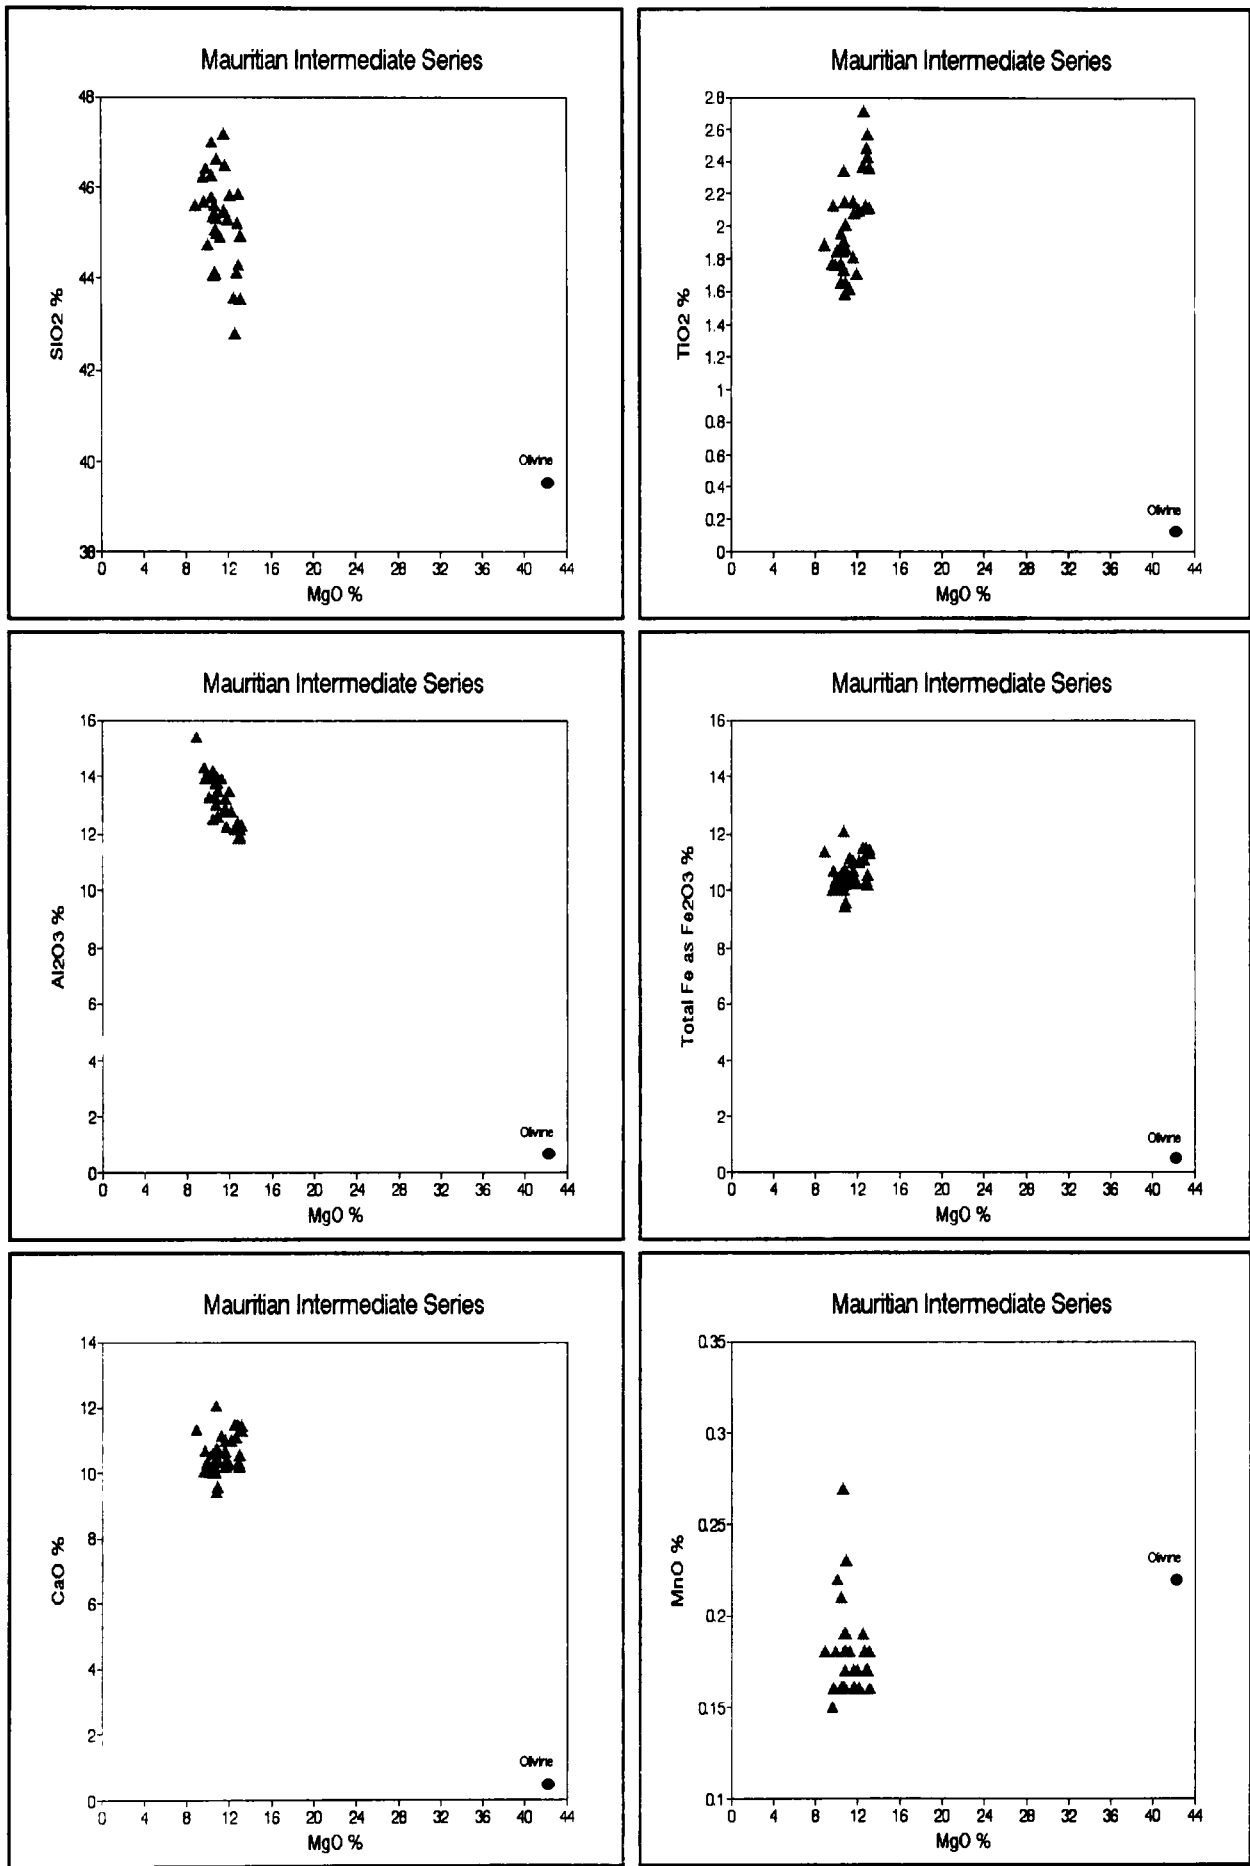 Mauritian Intermediate Series
48
46
44
42
40
38
SiO2 %
Olivine
0 4 8 12 16 20 24 28 32 36 40 44
MgO %
Mauritian Intermediate Series
2.8
2.6
2.4
2.2
2
1.8
1.6
1.4
1.2
1
0.8
0.6
0.4
0.2
0
TiO2 %
Olivine
0 4 8 12 16 20 24 28 32 36 40 44
MgO %
Mauritian Intermediate Series
16
14
12
10
8
6
4
2
0
Al2O3 %
Olivine
0 4 8 12 16 20 24 28 32 36 40 44
MgO %
Mauritian Intermediate Series
16
14
12
10
8
6
4
2
0
Total Fe as Fe2O3 %
Olivine
0 4 8 12 16 20 24 28 32 36 40 44
MgO %
Mauritian Intermediate Series
14
12
10
8
6
4
2
0
CaO %
Olivine
0 4 8 12 16 20 24 28 32 36 40 44
MgO %
Mauritian Intermediate Series
0.35
0.3
0.25
0.2
0.15
0.1
MnO %
Olivine
0 4 8 12 16 20 24 28 32 36 40 44
MgO %